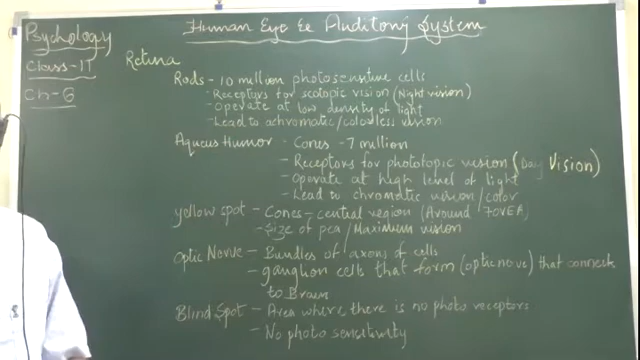 Human Eye & Auditory System
Psychology
Class-11
Ch-6
Retina
Rods - 10 million photosensitive cells
- Receptors for scotopic vision (Night vision)
- Operate at low density of light
- Lead to achromatic/colorless vision
Aqueus Humor - Cones - 7 million
- Receptors for phototopic vision (Day Vision)
- Operate at high level of light
- Lead to chromatic vision/color
yellow spot - Cones - central region (Around
- Size of pea/Maximum vision
Optic Nerve - Bundles of axons of cells
- ganglion cells that form (optic nerve) that connect
to Brain
Blind Spot - Area where there is no photo receptors
- No photo sensitivity